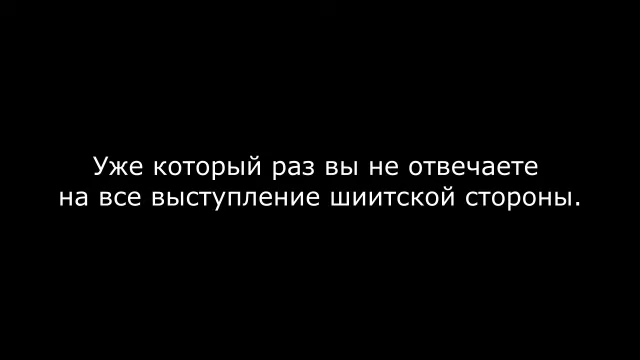 Уже который раз вы не отвечаете
на все выступление шиитской стороны.